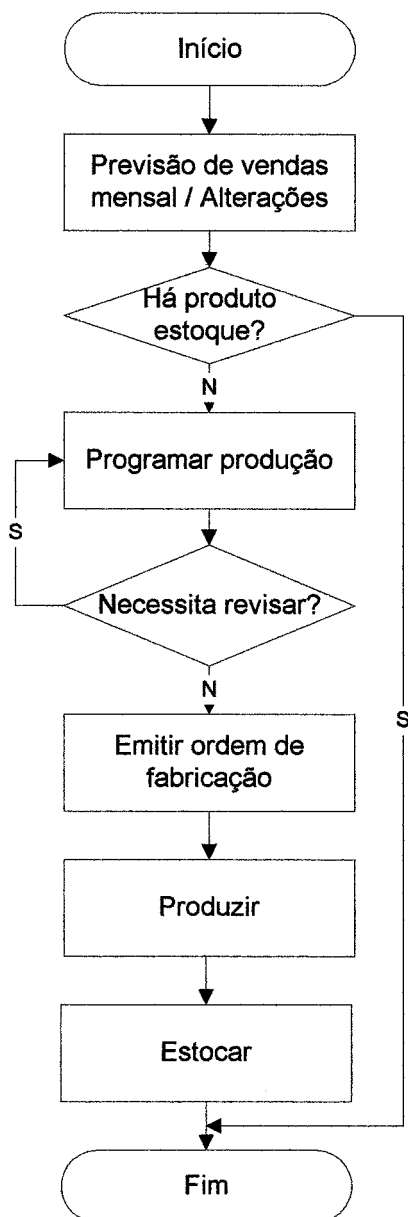 Início
Previsão de vendas
mensal / Alterações
Há produto
estoque?
N
Programar produção
S
Necessita revisar?
N
S
Emitir ordem de
fabricação
Produzir
Estocar
Fim